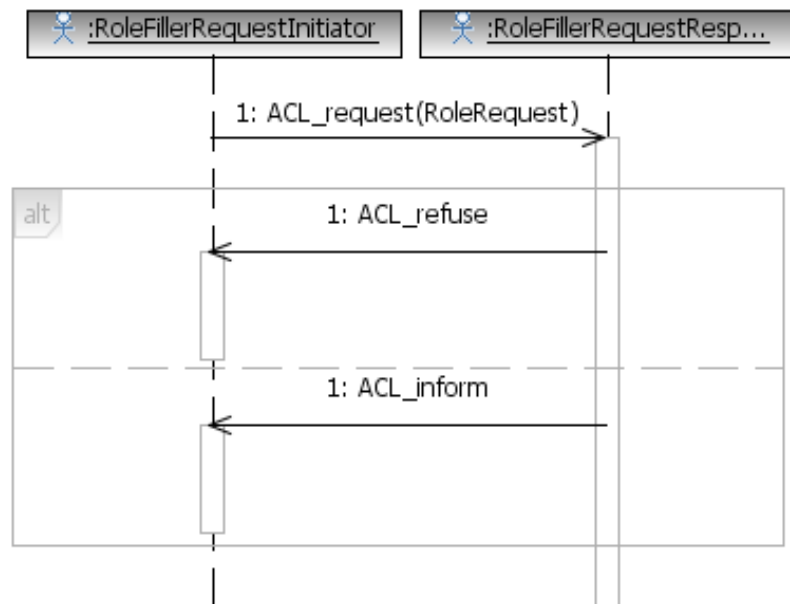 :RoleFillerRequestInitiator
:RoleFillerRequestResp...
1: ACL_request(RoleRequest)
alt
1: ACL_refuse
1: ACL_inform